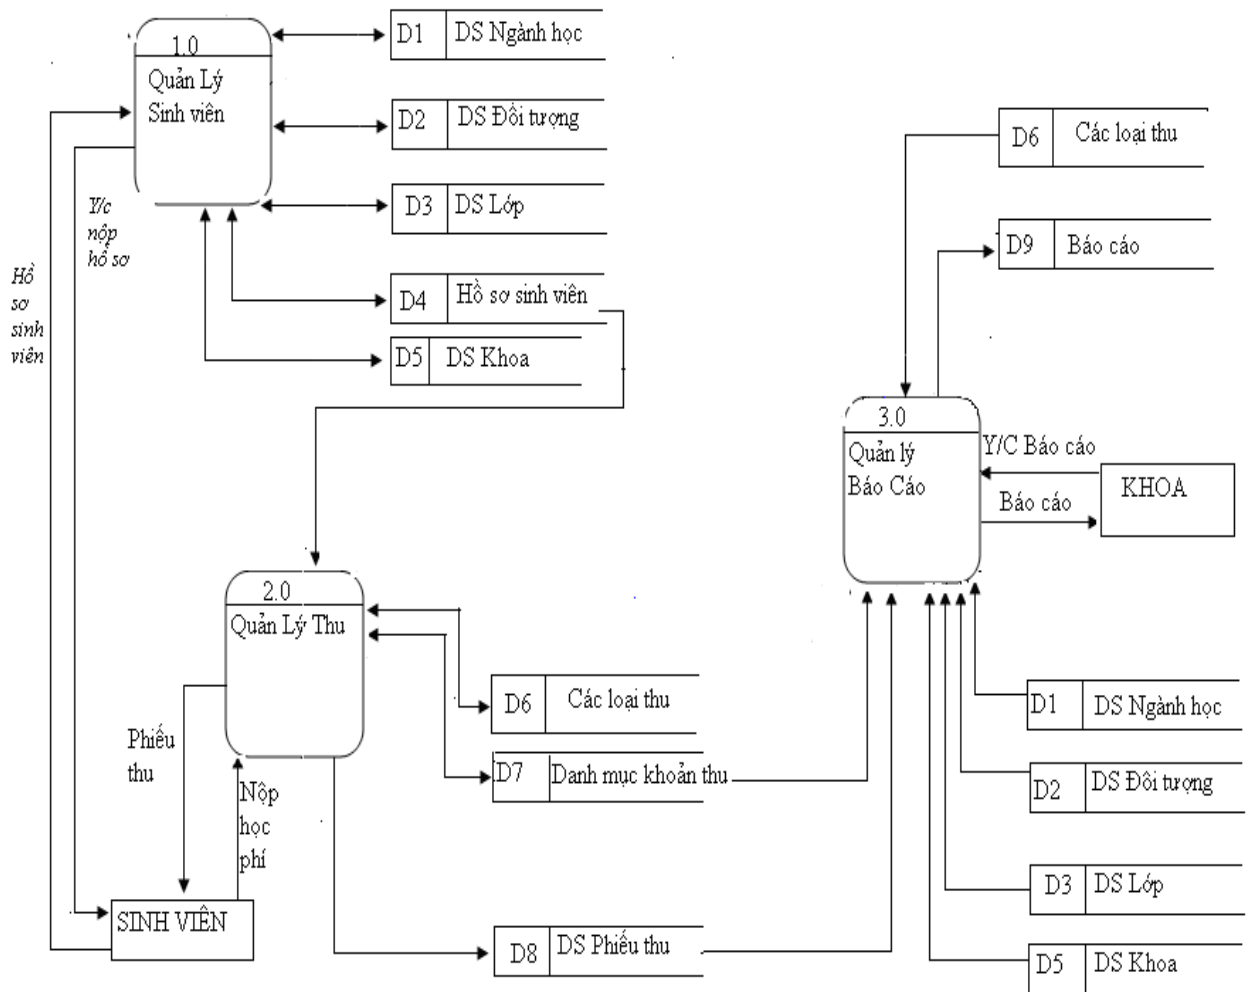 1.0
Quản Lý
Sinh viên
D1 DS Ngành học
D2 DS Đôi tượng
D3 DS Lớp
D4 Hồ sơ sinh viên
D5 DS Khoa
Y/c
nộp
hồ sơ
Hồ
sơ
sinh
viên
D6 Các loại thu
D9 Báo cáo
3.0
Quản lý
Báo Cáo
Y/C Báo cáo
Báo cáo
KHOA
2.0
Quản Lý Thu
Phiếu
thu
Nộp
học
phí
SINH VIÊN
D6 Các loại thu
D7 Danh mục khoản thu
D8 DS Phiếu thu
D1 DS Ngành học
D2 DS Đôi tượng
D3 DS Lớp
D5 DS Khoa